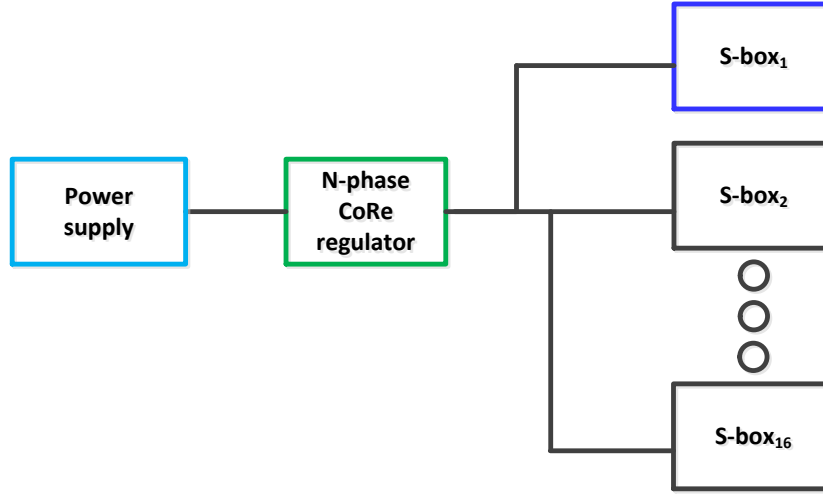 Power
supply
N-phase
CoRe
regulator
S-box₁
S-box₂
S-box₁₆